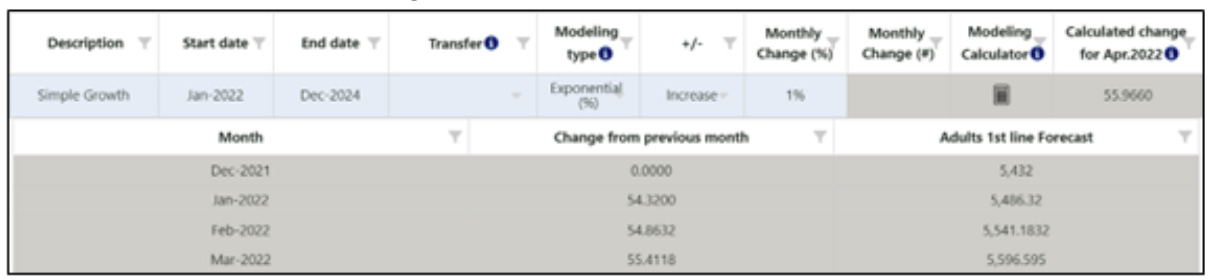 Description Start date End date Transfer Modeling type +/- Monthly Change (%) Monthly Change (#) Modeling Calculator Calculated change for Apr.2022
Simple Growth Jan-2022 Dec-2024 Exponential (%) Increase 1% 55.9660
Month Change from previous month Adults 1st line Forecast
Dec-2021 0.0000 5,432
Jan-2022 54.3200 5,486.32
Feb-2022 54.8632 5,541.1832
Mar-2022 55.4118 5,596.595